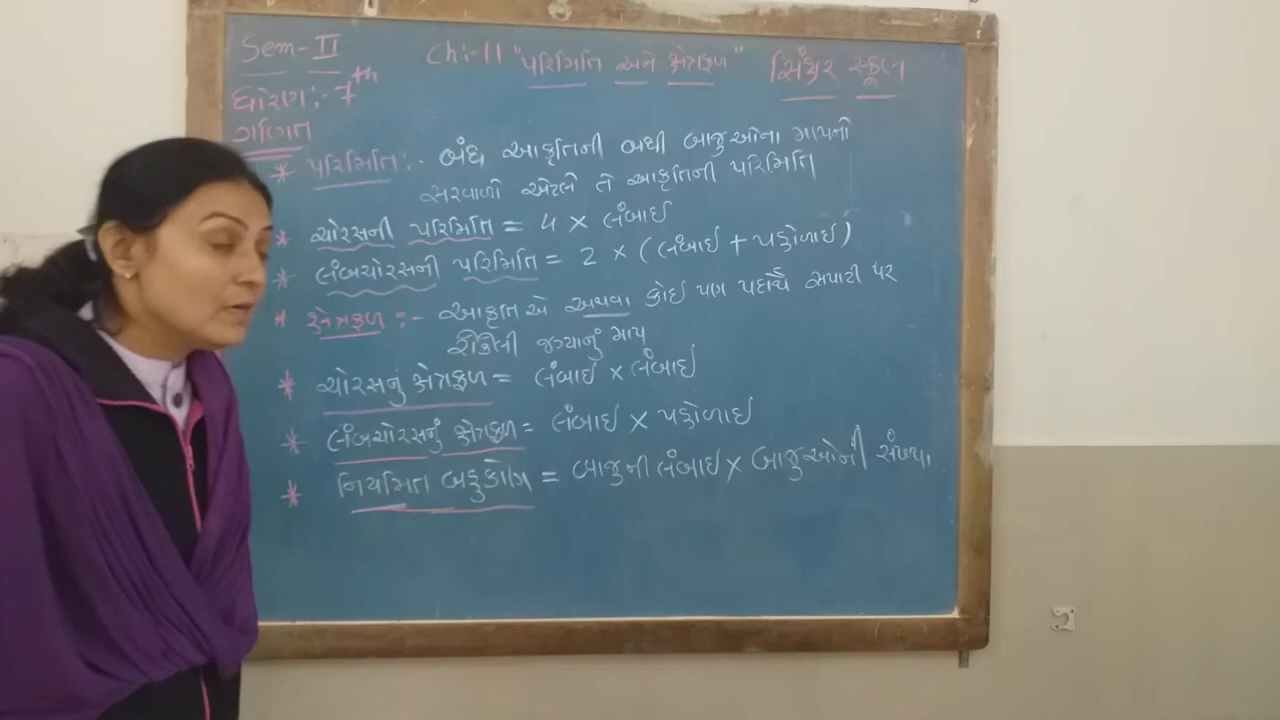 Sem-II
Ch:-11 "પરિમિતિ અને ક્ષેત્રફળ"
સ્કૂલ
ધોરણ:- 7th
ગણિત
* પરિમિતિ :- બંધ આકૃતિની બધી બાજુઓના માપનો
સરવાળો એટલે તે આકૃતિની પરિમિતિ
* ચોરસની પરિમિતિ = 4 × લંબાઈ
* લંબચોરસની પરિમિતિ = 2 × (લંબાઈ + પહોળાઈ)
* ક્ષેત્રફળ :- આકૃતિ એ અથવા કોઈ પણ પદાર્થે સપાટી પર
રોકેલી જગ્યાનું માપ
* ચોરસનું ક્ષેત્રફળ = લંબાઈ × લંબાઈ
* લંબચોરસનું ક્ષેત્રફળ = લંબાઈ × પહોળાઈ
* નિયમિત બહુકોણ = બાજુની લંબાઈ × બાજુઓની સંખ્યા